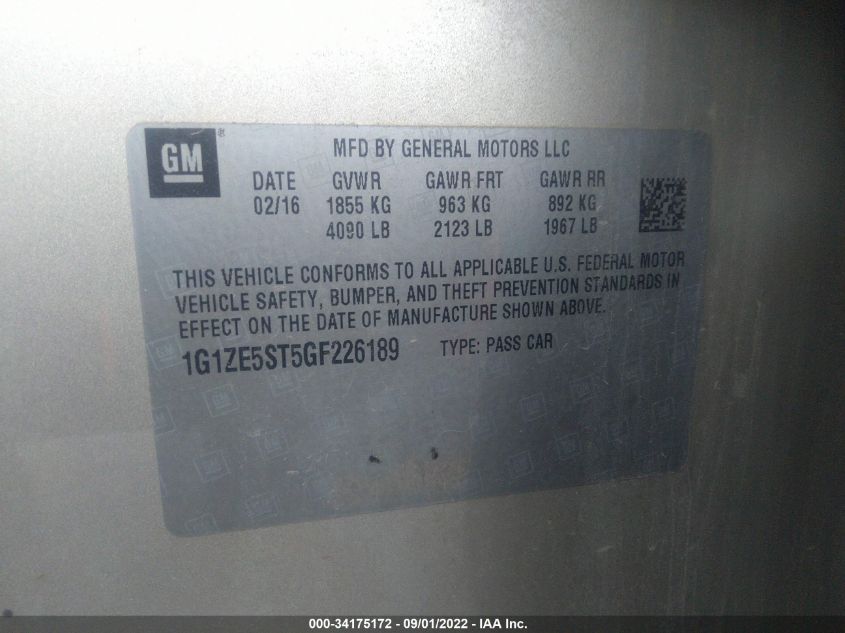 GM ®
MFD BY GENERAL MOTORS LLC
DATE GVWR GAWR FRT GAWR RR
02/16 1855 KG 963 KG 892 KG
4090 LB 2123 LB 1967 LB
THIS VEHICLE CONFORMS TO ALL APPLICABLE U.S. FEDERAL MOTOR
VEHICLE SAFETY, BUMPER, AND THEFT PREVENTION STANDARDS IN
EFFECT ON THE DATE OF MANUFACTURE SHOWN ABOVE.
1G1ZE5ST5GF226189 TYPE: PASS CAR
000-34175172 - 09/01/2022 - IAA Inc.